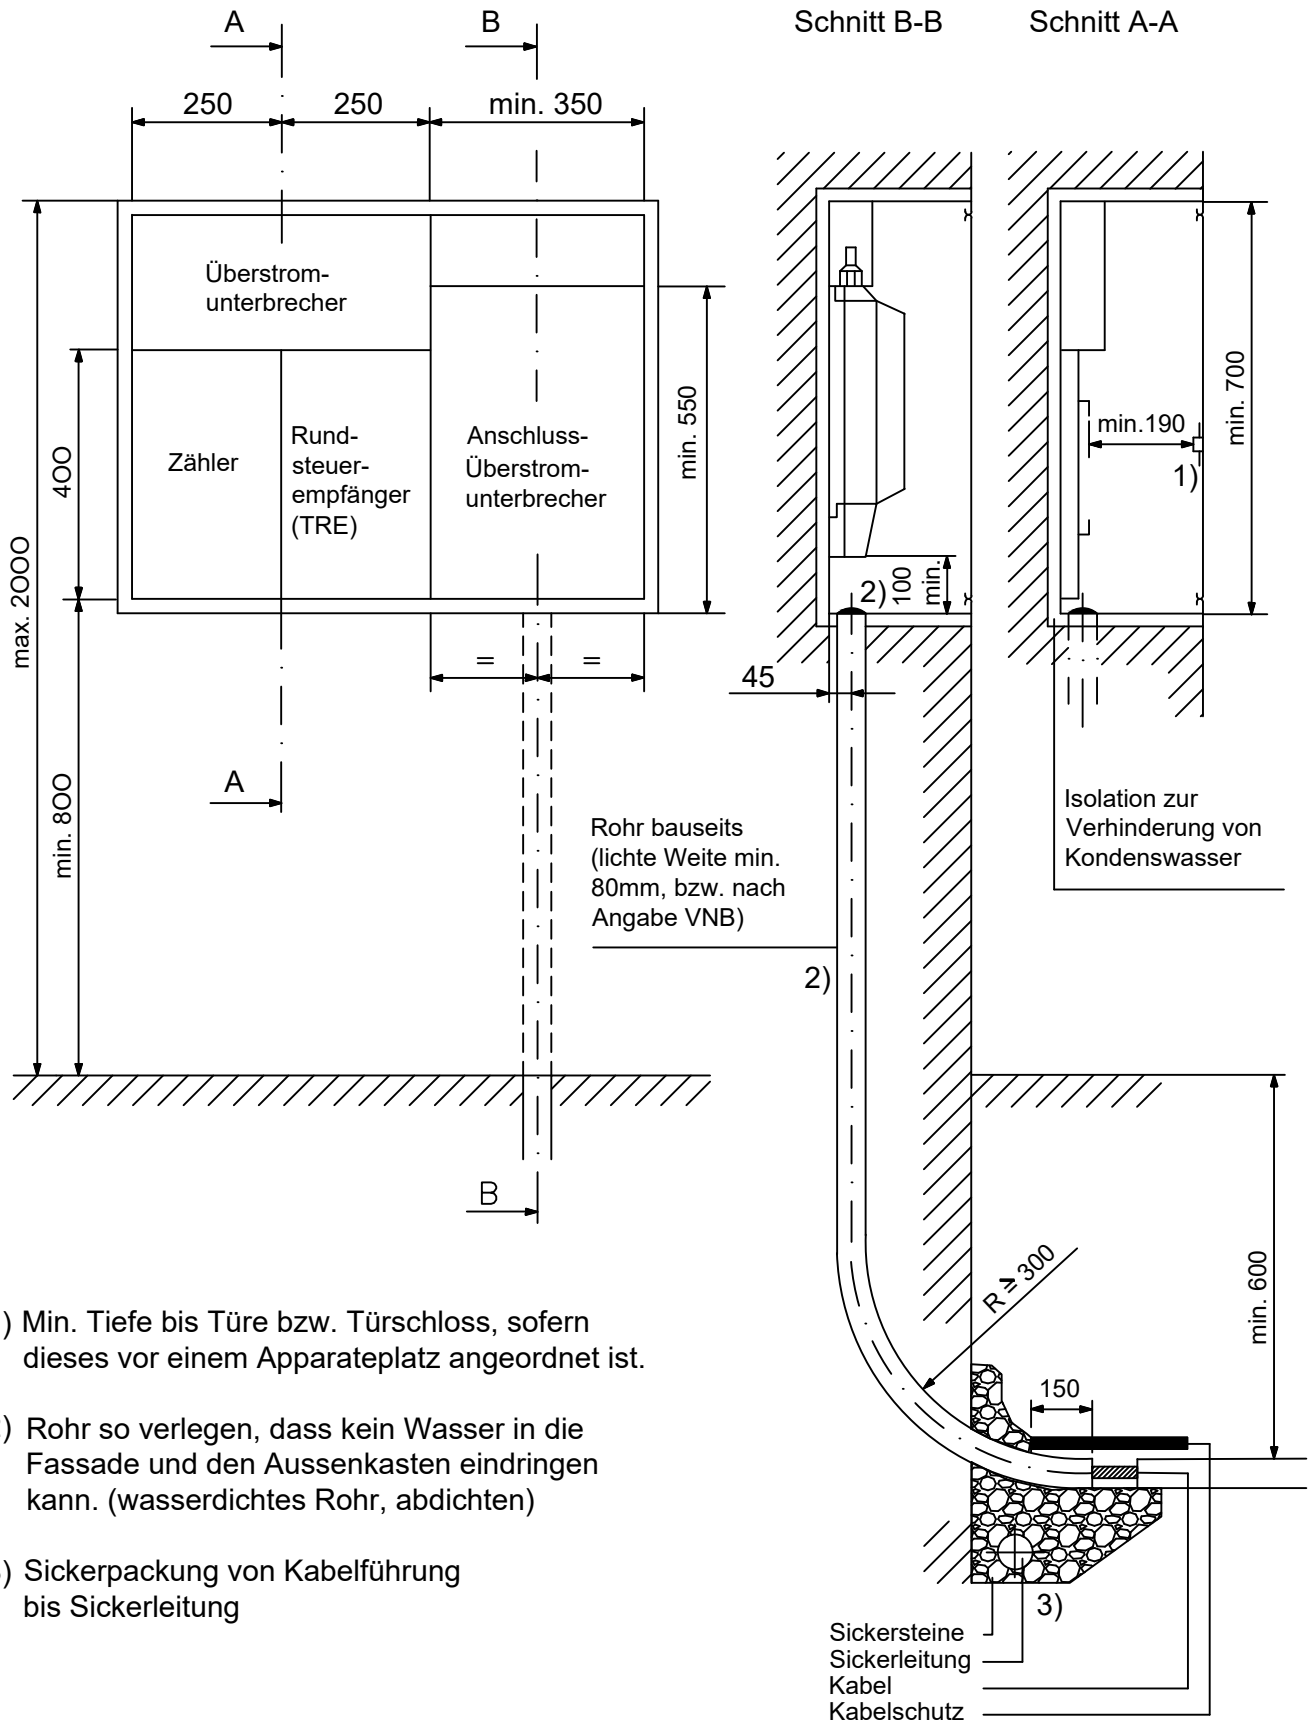 A
B
Schnitt B-B
Schnitt A-A
250
250
min. 350
Überstrom-
unterbrecher
Zähler
Rund-
steuer-
empfänger
(TRE)
Anschluss-
Überstrom-
unterbrecher
400
max. 2000
min. 800
min. 550
=
=
A
B
2)
100
min.
45
min.190
1)
min. 700
Rohr bauseits
(lichte Weite min.
80mm, bzw. nach
Angabe VNB)
2)
Isolation zur
Verhinderung von
Kondenswasser
R ≥ 300
150
min. 600
) Min. Tiefe bis Türe bzw. Türschloss, sofern
dieses vor einem Apparateplatz angeordnet ist.
) Rohr so verlegen, dass kein Wasser in die
Fassade und den Aussenkasten eindringen
kann. (wasserdichtes Rohr, abdichten)
) Sickerpackung von Kabelführung
bis Sickerleitung
3)
Sickersteine
Sickerleitung
Kabel
Kabelschutz